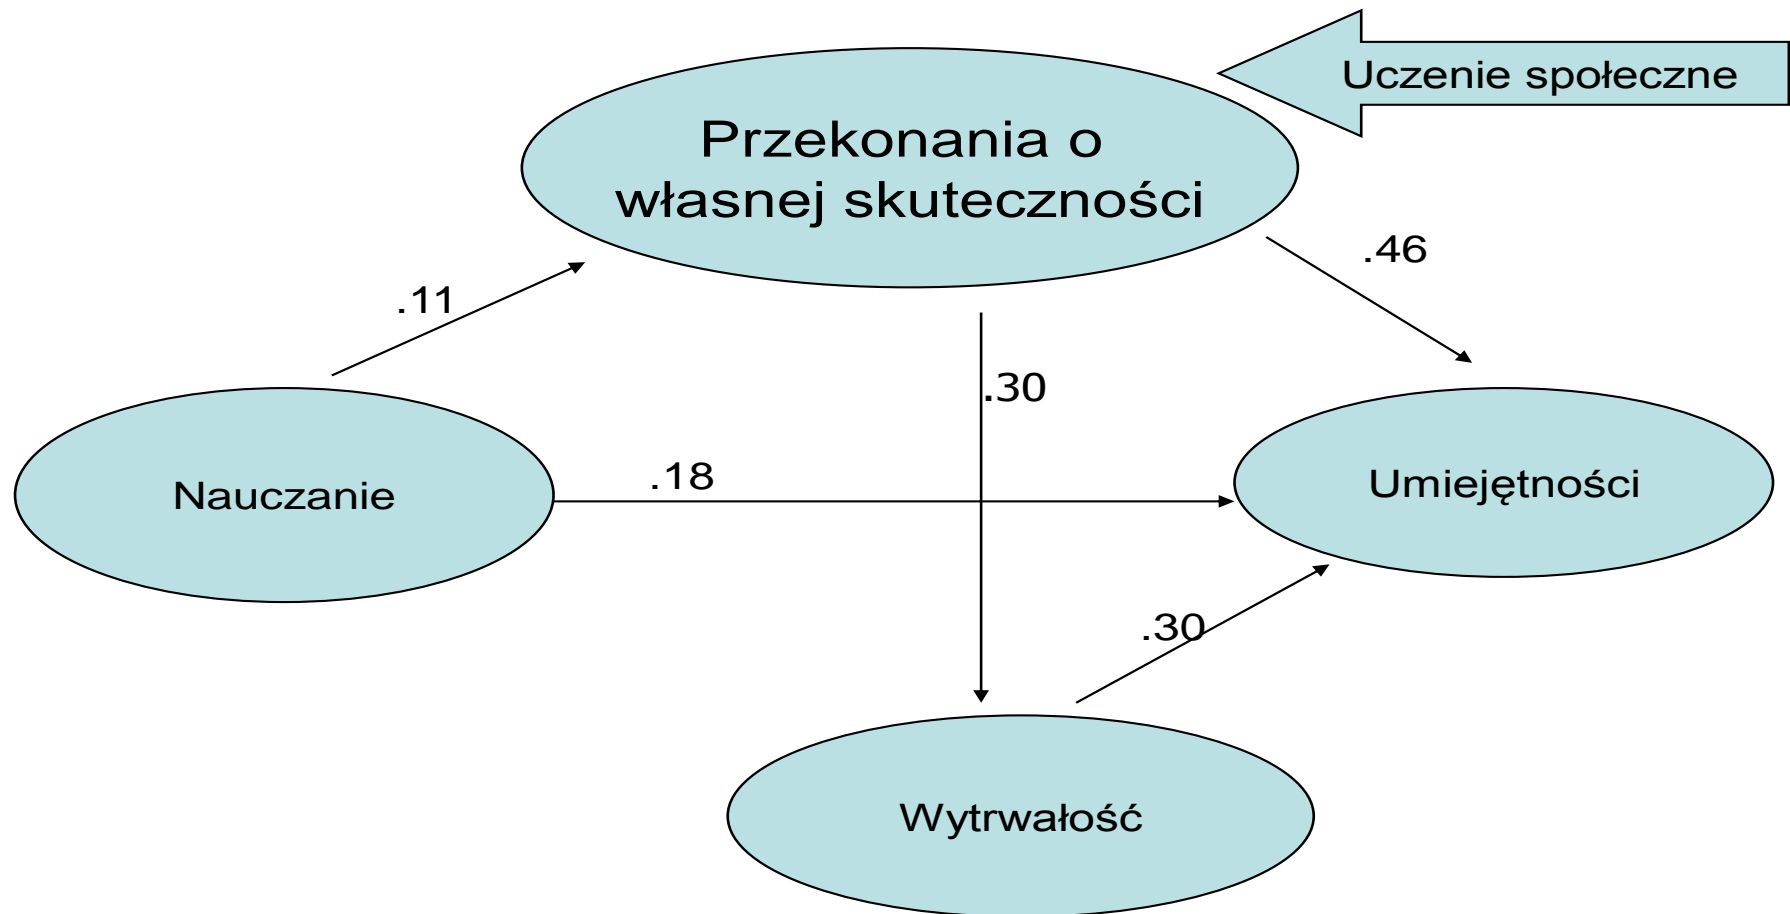 Uczenie społeczne
Przekonania o
własnej skuteczności
.46
.11
.30
.18
Nauczanie
Umiejętności
.30
Wytrwałość